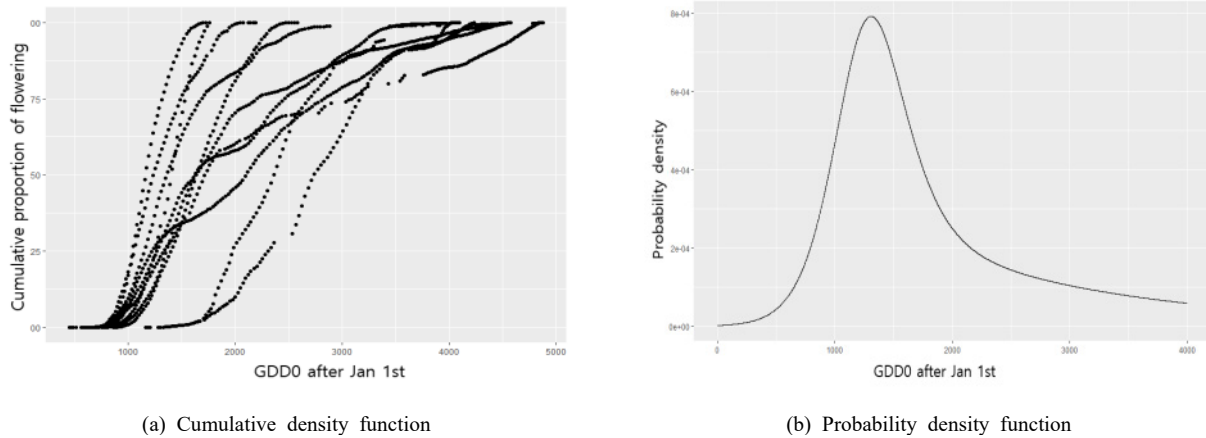 00
75
50
25
00
Cumulative proportion of flowering
1000 2000 3000 4000 5000
GDD0 after Jan 1st
(a) Cumulative density function
8e-04
6e-04
4e-04
2e-04
0e+00
Probability density
0 1000 2000 3000 4000
GDD0 after Jan 1st
(b) Probability density function